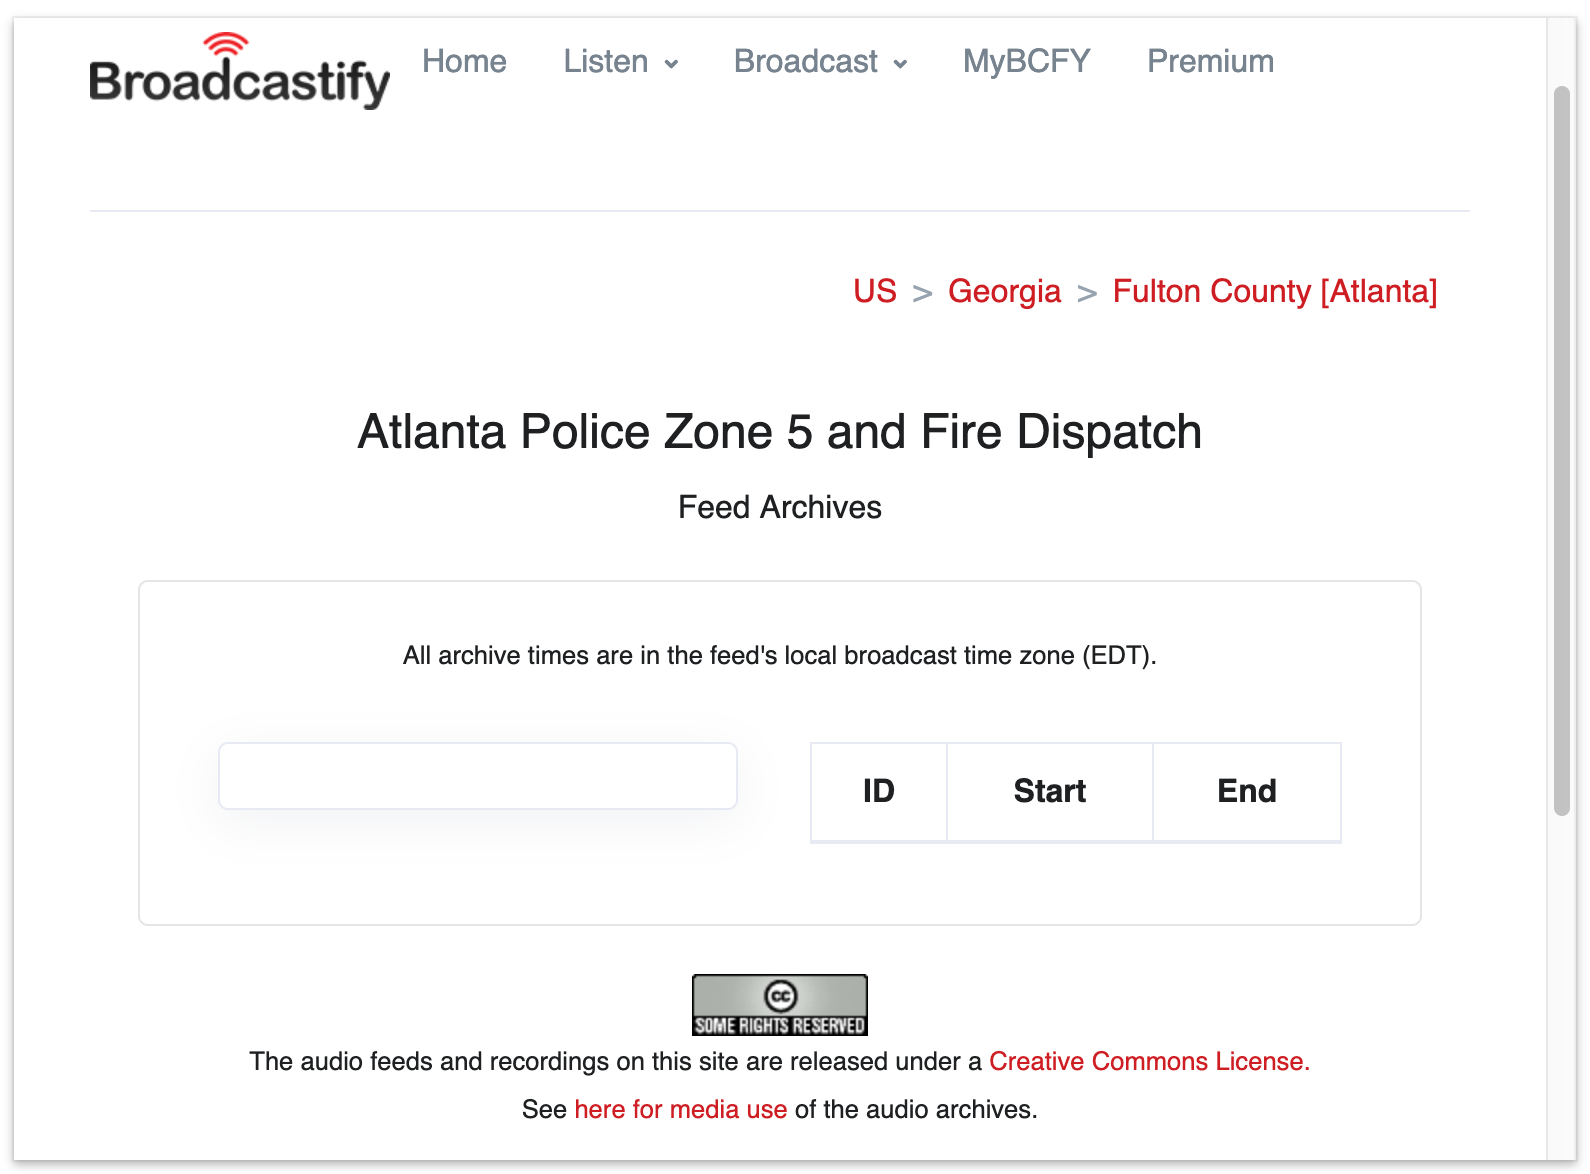 Broadcastify Home Listen Broadcast MyBCFY Premium
US > Georgia > Fulton County [Atlanta]
Atlanta Police Zone 5 and Fire Dispatch
Feed Archives
All archive times are in the feed's local broadcast time zone (EDT).
ID Start End
cc
SOME RIGHTS RESERVED
The audio feeds and recordings on this site are released under a Creative Commons License.
See here for media use of the audio archives.